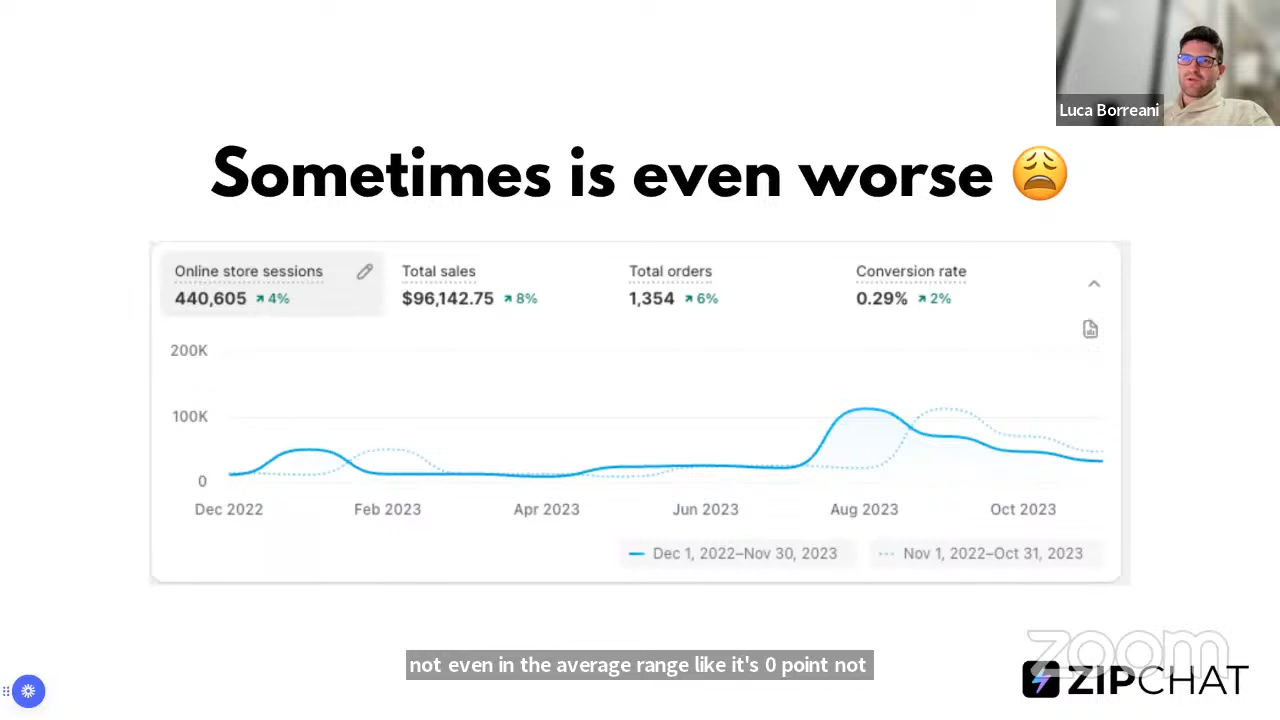 Luca Borreani
Sometimes is even worse
Online store sessions
440,605 4%
Total sales
$96,142.75 8%
Total orders
1,354 6%
Conversion rate
0.29% 2%
200K
100K
0
Dec 2022 Feb 2023 Apr 2023 Jun 2023 Aug 2023 Oct 2023
Dec 1, 2022–Nov 30, 2023 Nov 1, 2022–Oct 31, 2023
not even in the average range like it's 0 point not
zoom
ZIPCHAT